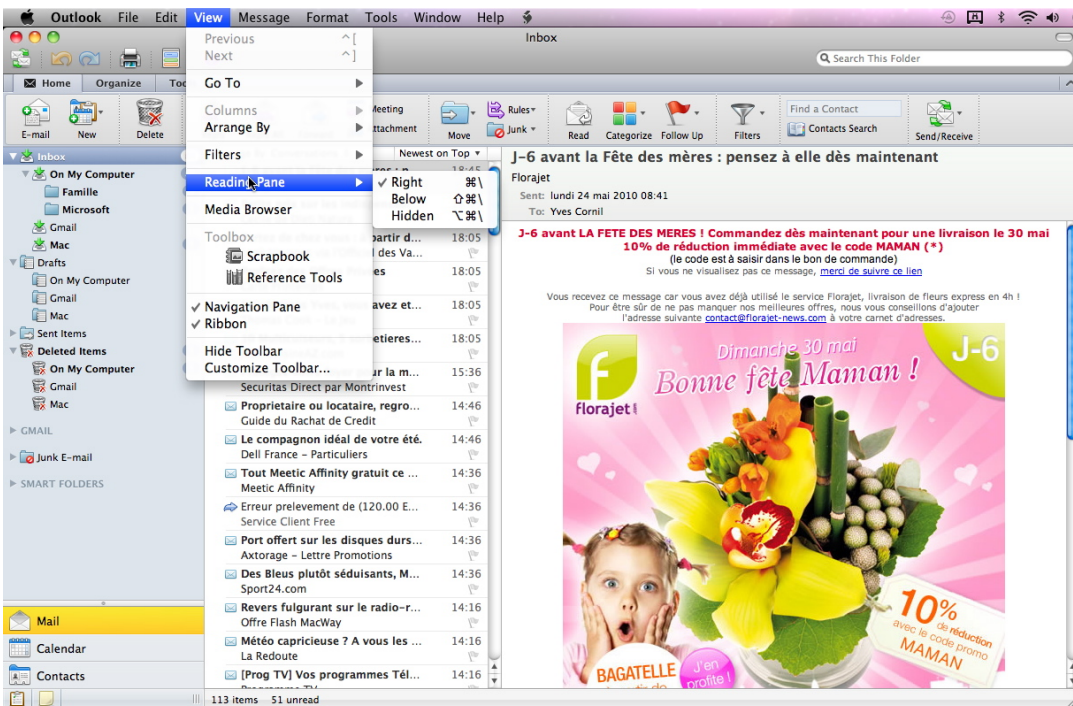 Outlook File Edit View Message Format Tools Window Help
Inbox
Search This Folder
Home Organize Too
E-mail New Delete
Meeting
ttachment
Move
Rules
Junk
Read Categorize Follow Up Filters
Find a Contact
Contacts Search
Send/Receive
Previous ^[
Next ^]
Go To
Columns
Arrange By
Filters
Reading Pane
Media Browser
Toolbox
Scrapbook
Reference Tools
✓ Navigation Pane
✓ Ribbon
Hide Toolbar
Customize Toolbar...
✓ Right ⌘\
Below ⇧⌘\
Hidden ⌥⌘\
Inbox
On My Computer
Famille
Microsoft
Gmail
Mac
Drafts
On My Computer
Gmail
Mac
Sent Items
Deleted Items
On My Computer
Gmail
Mac
GMAIL
Junk E-mail
SMART FOLDERS
Mail
Calendar
Contacts
Newest on Top
18:45
partir d... 18:05
des Va...
es 18:05
avez et... 18:05
etieres... 18:05
ur la m... 15:36
Securitas Direct par Montrinvest
Proprietaire ou locataire, regro... 14:46
Guide du Rachat de Credit
Le compagnon idéal de votre été. 14:46
Dell France – Particuliers
Tout Meetic Affinity gratuit ce ... 14:36
Meetic Affinity
Erreur prelevement de (120.00 E... 14:36
Service Client Free
Port offert sur les disques durs... 14:36
Axtorage – Lettre Promotions
Des Bleus plutôt séduisants, M... 14:36
Sport24.com
Revers fulgurant sur le radio-r... 14:16
Offre Flash MacWay
Météo capricieuse ? A vous les ... 14:16
La Redoute
[Prog TV] Vos programmes Tél... 14:16
113 items 51 unread
J-6 avant la Fête des mères : pensez à elle dès maintenant
Florajet
Sent: lundi 24 mai 2010 08:41
To: Yves Cornil
J-6 avant LA FETE DES MERES ! Commandez dès maintenant pour une livraison le 30 mai
10% de réduction immédiate avec le code MAMAN (*)
(le code est à saisir dans le bon de commande)
Si vous ne visualisez pas ce message, merci de suivre ce lien
Vous recevez ce message car vous avez déjà utilisé le service Florajet, livraison de fleurs express en 4h !
Pour être sûr de ne pas manquer nos meilleures offres, nous vous conseillons d'ajouter
l'adresse suivante contact@florajet-news.com à votre carnet d'adresses.
florajet
Dimanche 30 mai
Bonne fête Maman !
J-6
10%
de réduction
avec le code promo
MAMAN
BAGATELLE
J'en
profite !